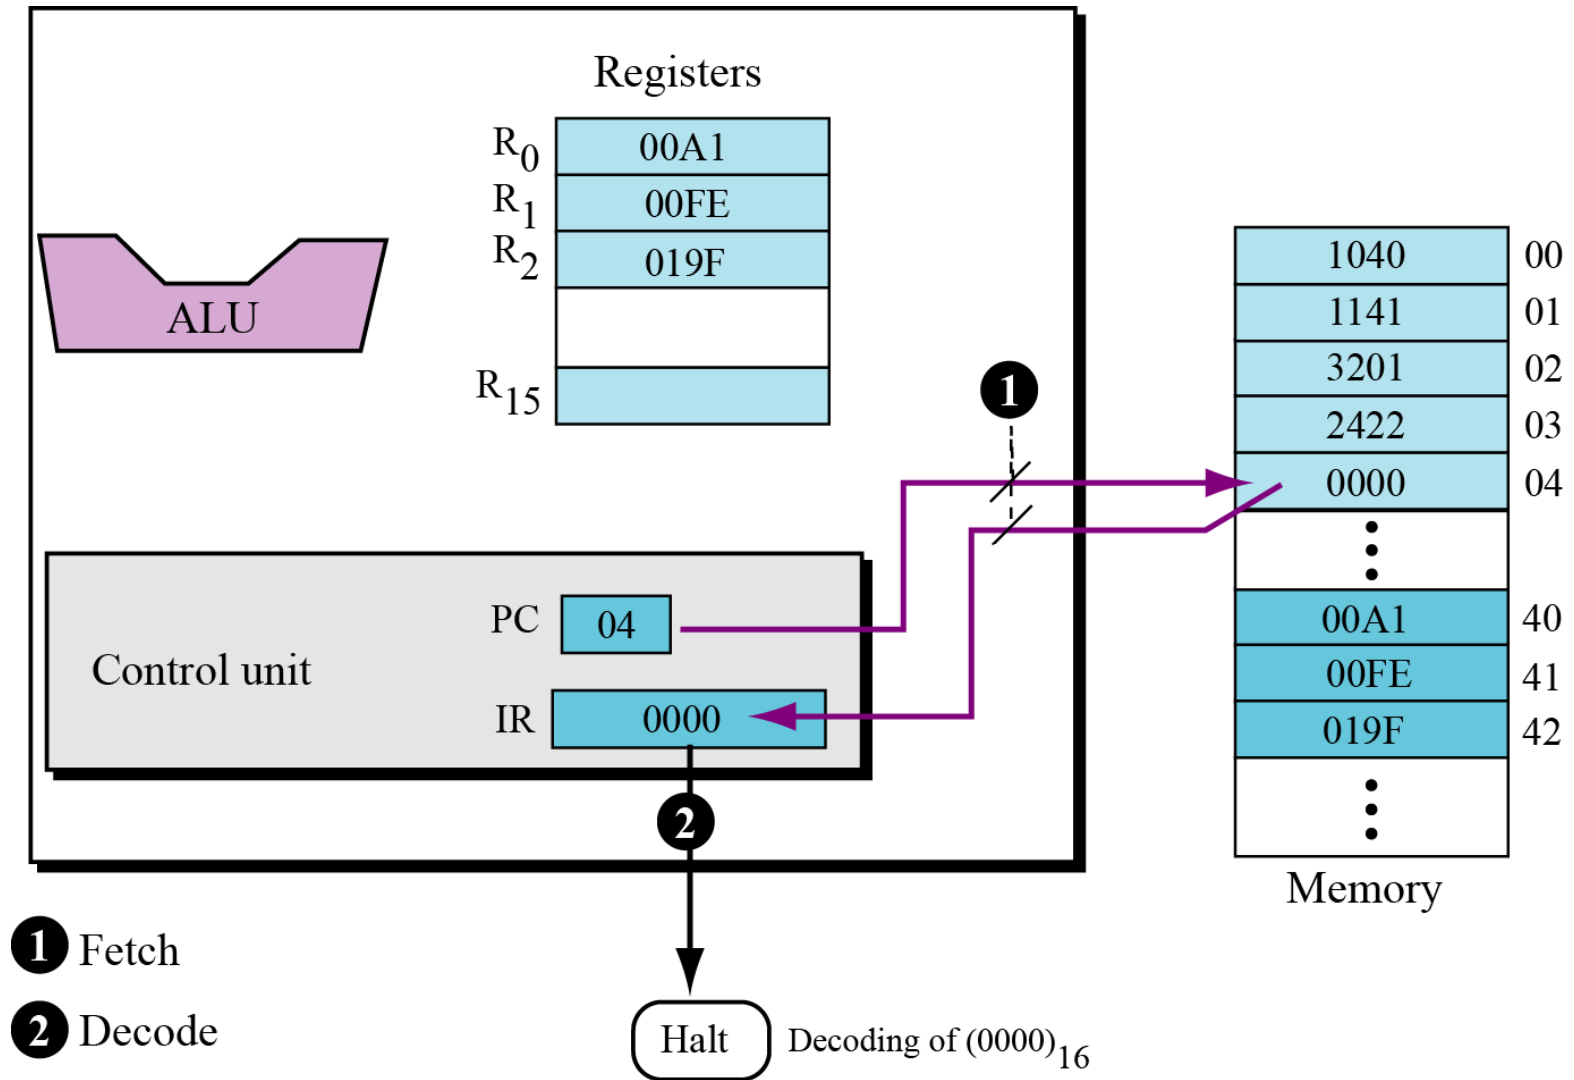 Registers
R0 00A1
R1 00FE
R2 019F
R15
ALU
1
1040 00
1141 01
3201 02
2422 03
0000 04
00A1 40
00FE 41
019F 42
Memory
Control unit
PC 04
IR 0000
2
1 Fetch
2 Decode
Halt
Decoding of (0000)16